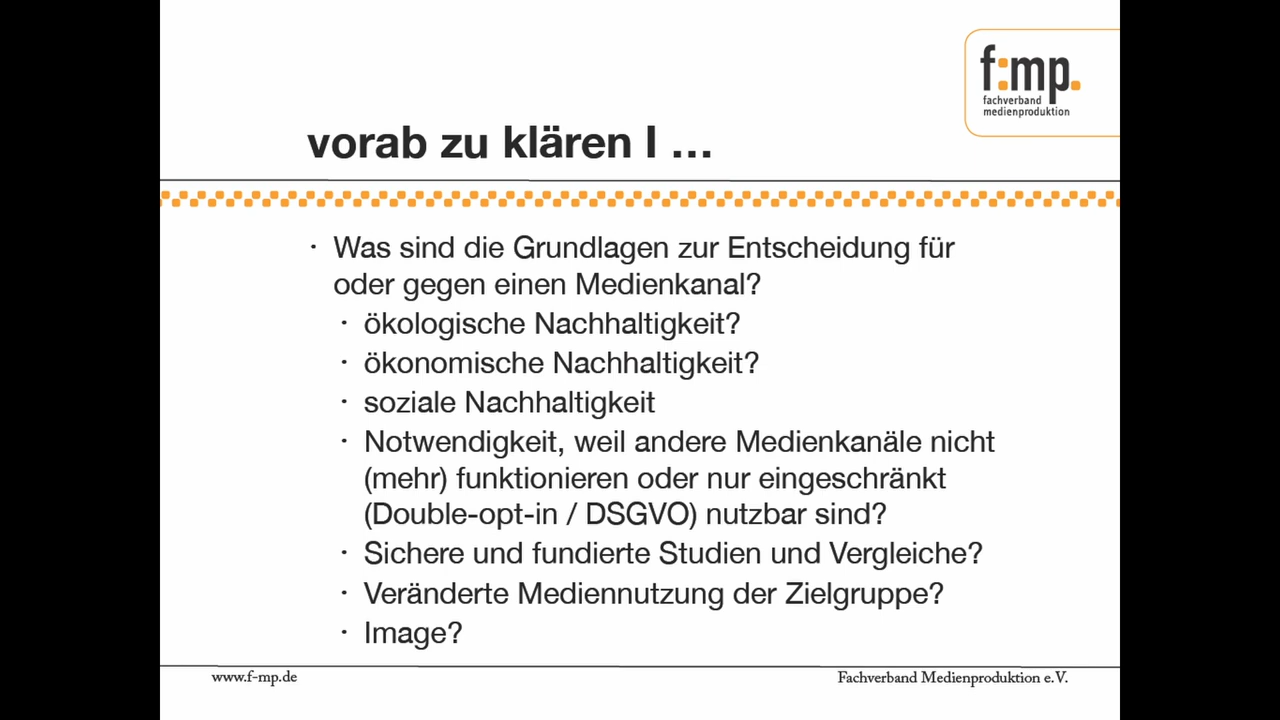 f:mp.
fachverband
medienproduktion
vorab zu klären I ...
· Was sind die Grundlagen zur Entscheidung für
oder gegen einen Medienkanal?
· ökologische Nachhaltigkeit?
· ökonomische Nachhaltigkeit?
· soziale Nachhaltigkeit
· Notwendigkeit, weil andere Medienkanäle nicht
(mehr) funktionieren oder nur eingeschränkt
(Double-opt-in / DSGVO) nutzbar sind?
· Sichere und fundierte Studien und Vergleiche?
· Veränderte Mediennutzung der Zielgruppe?
· Image?
www.f-mp.de
Fachverband Medienproduktion e.V.